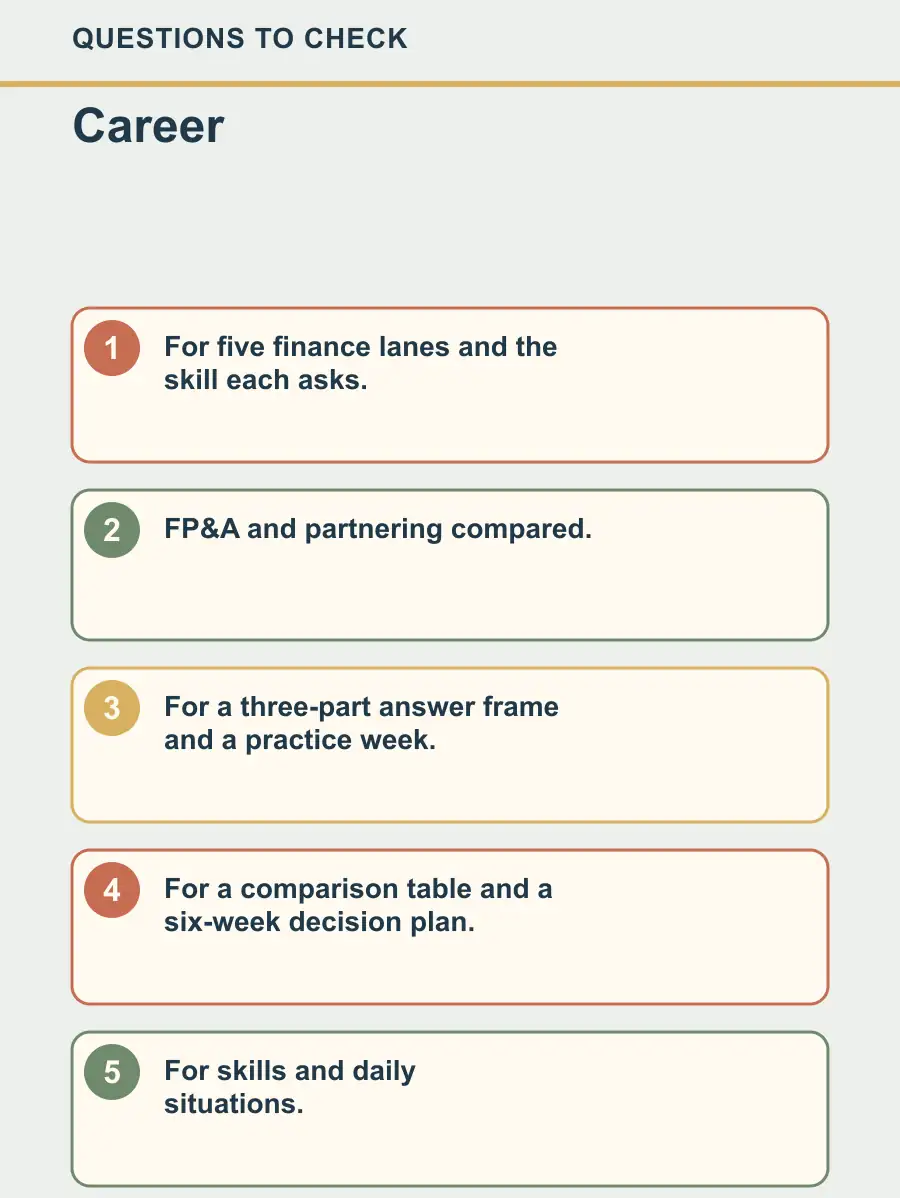 QUESTIONS TO CHECK
Career
1
For five finance lanes and the
skill each asks.
2
FP&A and partnering compared.
3
For a three-part answer frame
and a practice week.
4
For a comparison table and a
six-week decision plan.
5
For skills and daily
situations.